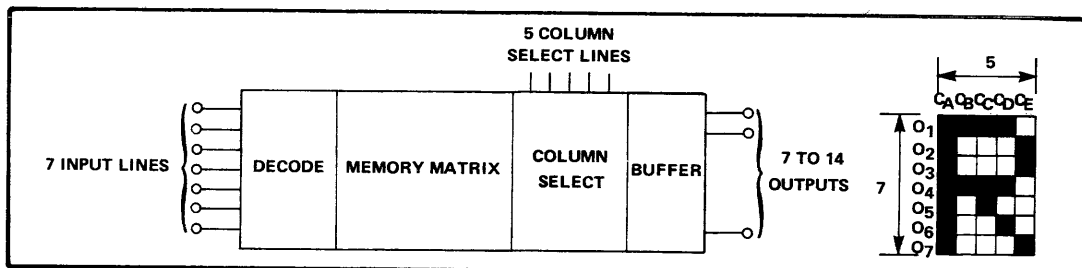 5 COLUMN
SELECT LINES
7 INPUT LINES
DECODE
MEMORY MATRIX
COLUMN
SELECT
BUFFER
7 TO 14
OUTPUTS
5
CA CB CC CD CE
7
O1
O2
O3
O4
O5
O6
O7